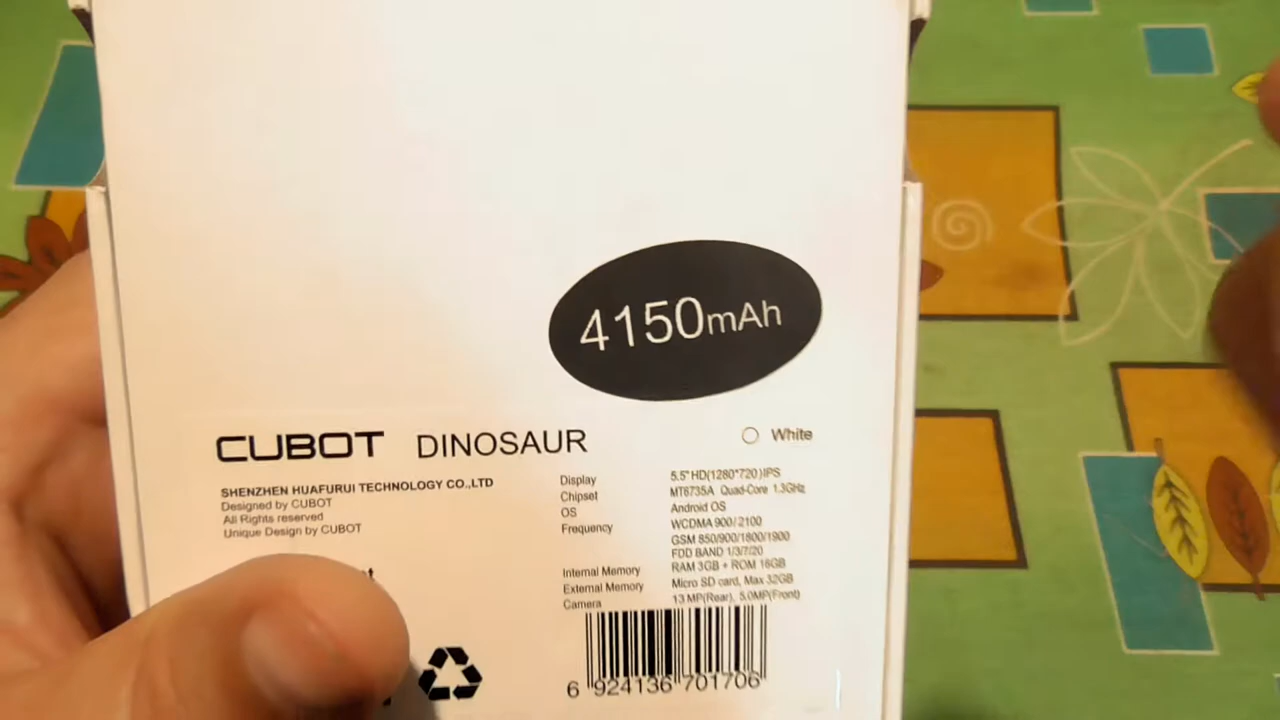 4150mAh
CUBOT DINOSAUR
White
SHENZHEN HUAFURUI TECHNOLOGY CO.,LTD
Designed by CUBOT
All Rights reserved
Unique Design by CUBOT
Display 5.5" HD(1280*720)IPS
Chipset MT6735A Quad-Core 1.3GHz
OS Android OS
Frequency WCDMA 900/2100
GSM 850/900/1800/1900
FDD BAND 1/3/7/20
Internal Memory RAM 3GB + ROM 16GB
External Memory Micro SD card, Max 32GB
Camera 13 MP(Rear), 5.0MP(Front)
6 924136 701706